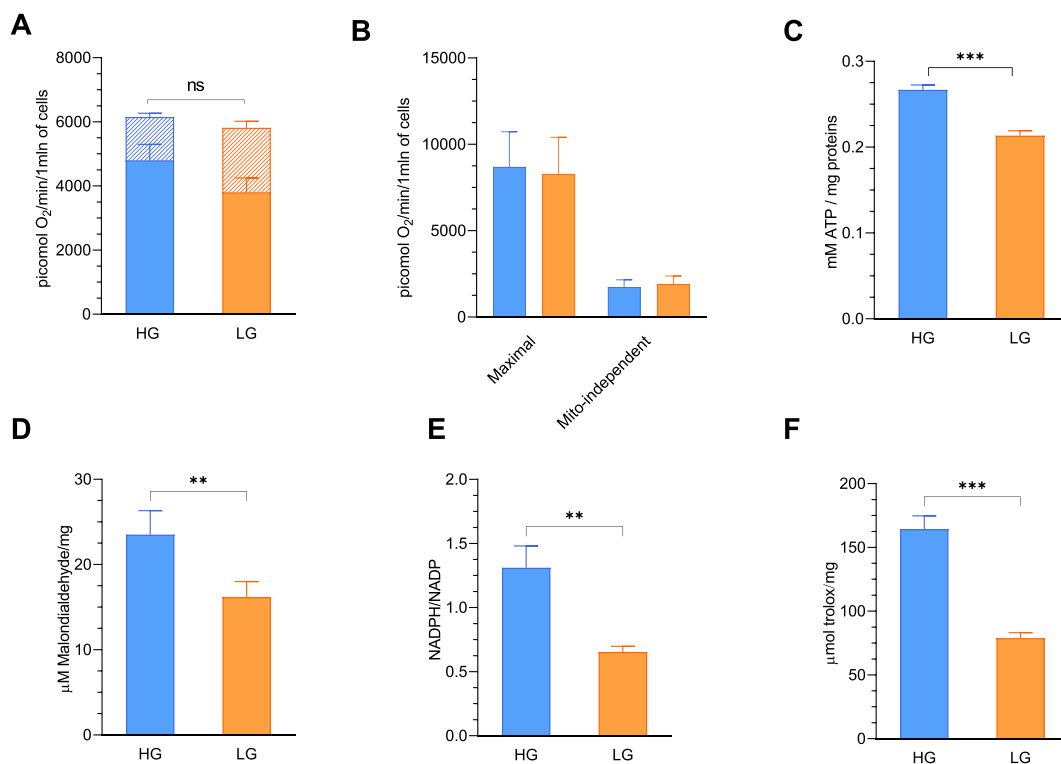 A
picomol O2/min/1mln of cells
8000
6000
4000
2000
0
ns
HG
LG
B
picomol O2/min/1mln of cells
15000
10000
5000
0
Maximal
Mito-independent
C
mM ATP / mg proteins
0.3
0.2
0.1
0.0
***
HG
LG
D
μM Malondialdehyde/mg
30
20
10
0
**
HG
LG
E
NADPH/NADP
2.0
1.5
1.0
0.5
0.0
**
HG
LG
F
μmol trolox/mg
200
150
100
50
0
***
HG
LG